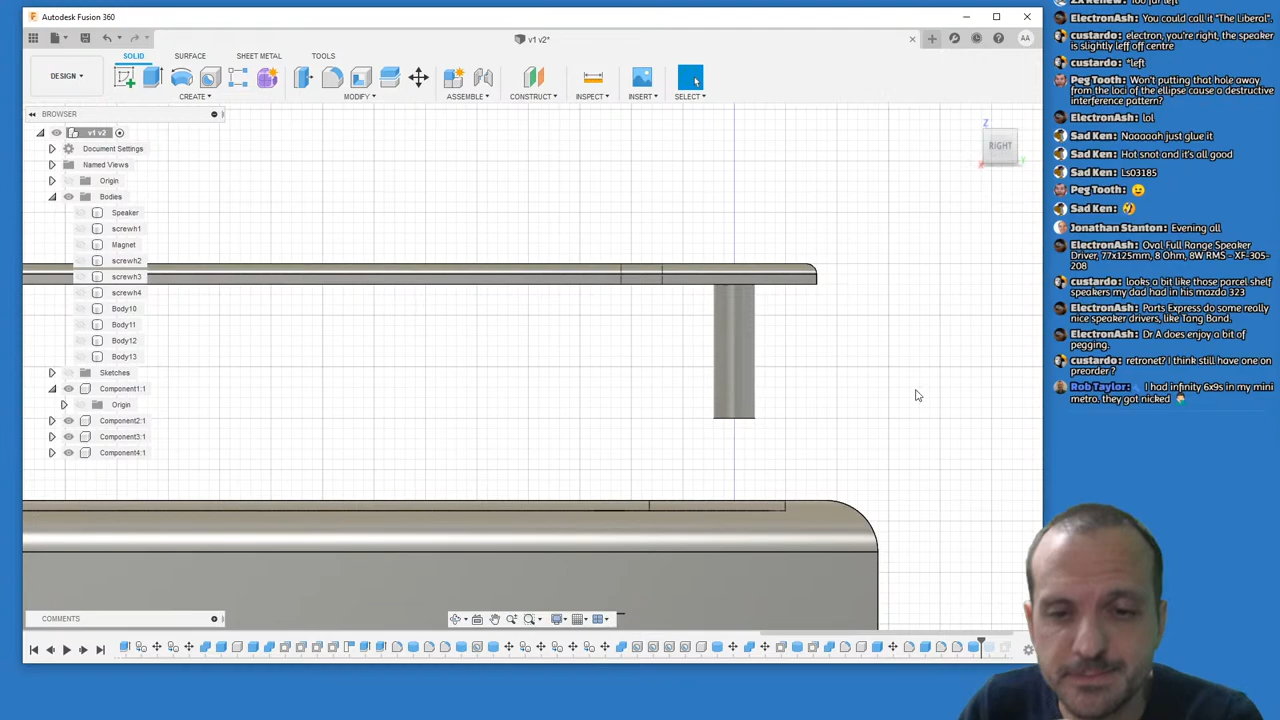 Autodesk Fusion 360
v1 v2*
AA
DESIGN
SOLID
SURFACE
SHEET METAL
TOOLS
CREATE
MODIFY
ASSEMBLE
CONSTRUCT
INSPECT
INSERT
SELECT
BROWSER
v1 v2
Document Settings
Named Views
Origin
Bodies
Speaker
screwh1
Magnet
screwh2
screwh3
screwh4
Body10
Body11
Body12
Body13
Sketches
Component1:1
Origin
Component2:1
Component3:1
Component4:1
Z
RIGHT
COMMENTS
ElectronAsh: You could call it "The Liberal".
custardo: electron, you're right, the speaker
is slightly leff off centre
custardo: *left
Peg Tooth: Won't putting that hole away
from the loci of the ellipse cause a destructive
interference pattern?
ElectronAsh: lol
Sad Ken: Naaaaah just glue it
Sad Ken: Hot snot and it's all good
Sad Ken: Ls03185
Peg Tooth: 😉
Sad Ken: 🤣
Jonathan Stanton: Evening all
ElectronAsh: Oval Full Range Speaker
Driver, 77x125mm, 8 Ohm, 8W RMS - XF-305-
208
custardo: looks a bit like those parcel shelf
speakers my dad had in his mazda 323
ElectronAsh: Parts Express do some really
nice speaker drivers, like Tang Band.
ElectronAsh: Dr A does enjoy a bit of
pegging.
custardo: retronet? I think still have one on
preorder?
Rob Taylor: I had infinity 6x9s in my mini
metro. they got nicked